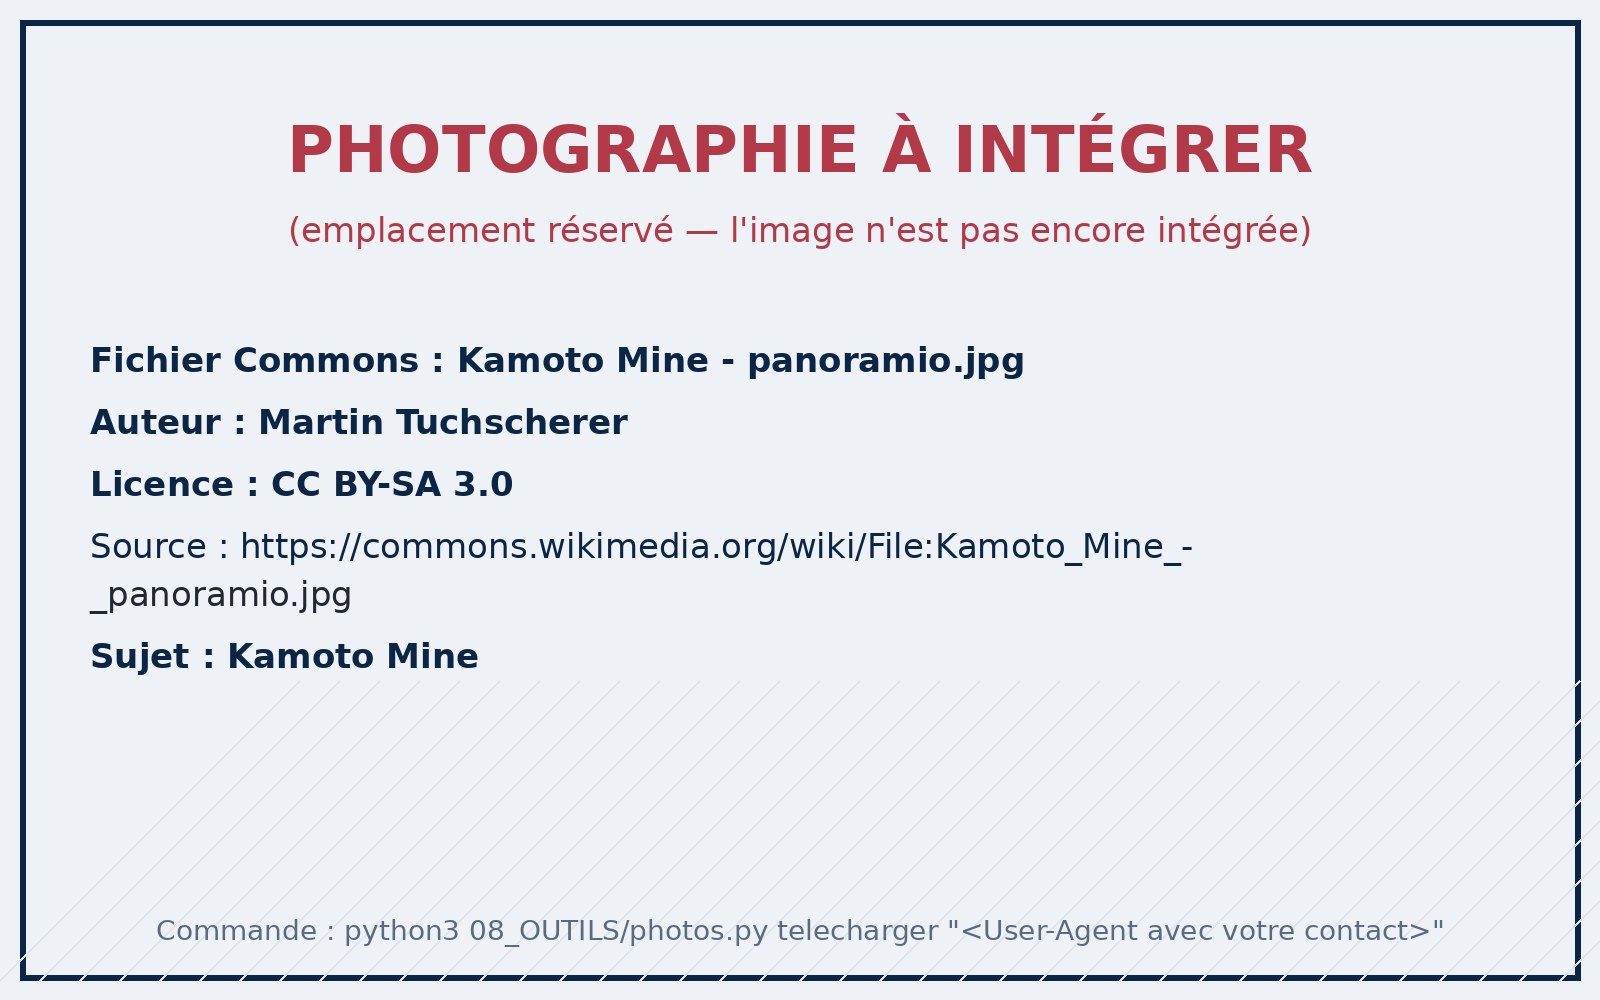 PHOTOGRAPHIE À INTÉGRER
(emplacement réservé — l'image n'est pas encore intégrée)
Fichier Commons : Kamoto Mine - panoramio.jpg
Auteur : Martin Tuchscherer
Licence : CC BY-SA 3.0
Source : https://commons.wikimedia.org/wiki/File:Kamoto_Mine_-
_panoramio.jpg
Sujet : Kamoto Mine
Commande : python3 08_OUTILS/photos.py telecharger "<User-Agent avec votre contact>"